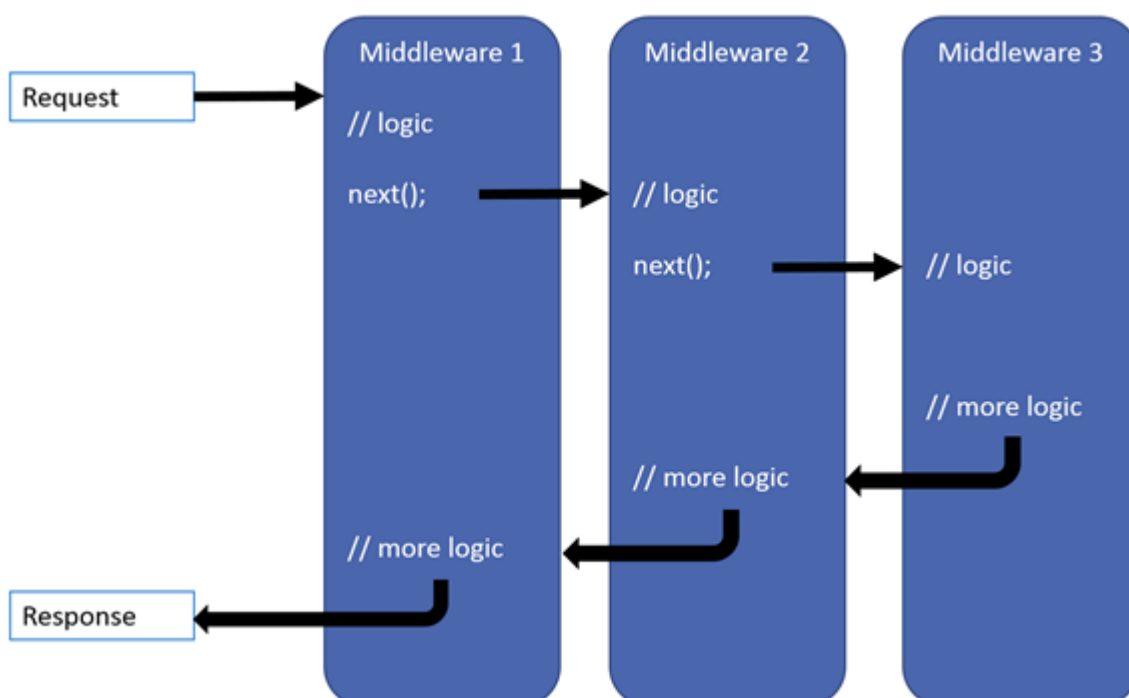 Middleware 1
Middleware 2
Middleware 3
Request
// logic
next();
// logic
next();
// logic
// more logic
// more logic
// more logic
Response